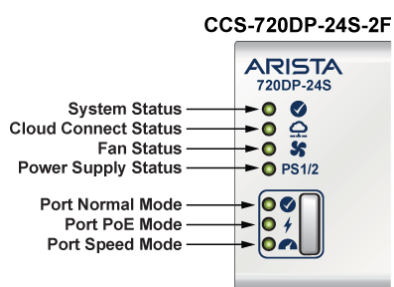 CCS-720DP-24S-2F
ARISTA
720DP-24S
System Status
Cloud Connect Status
Fan Status
Power Supply Status PS1/2
Port Normal Mode
Port PoE Mode
Port Speed Mode